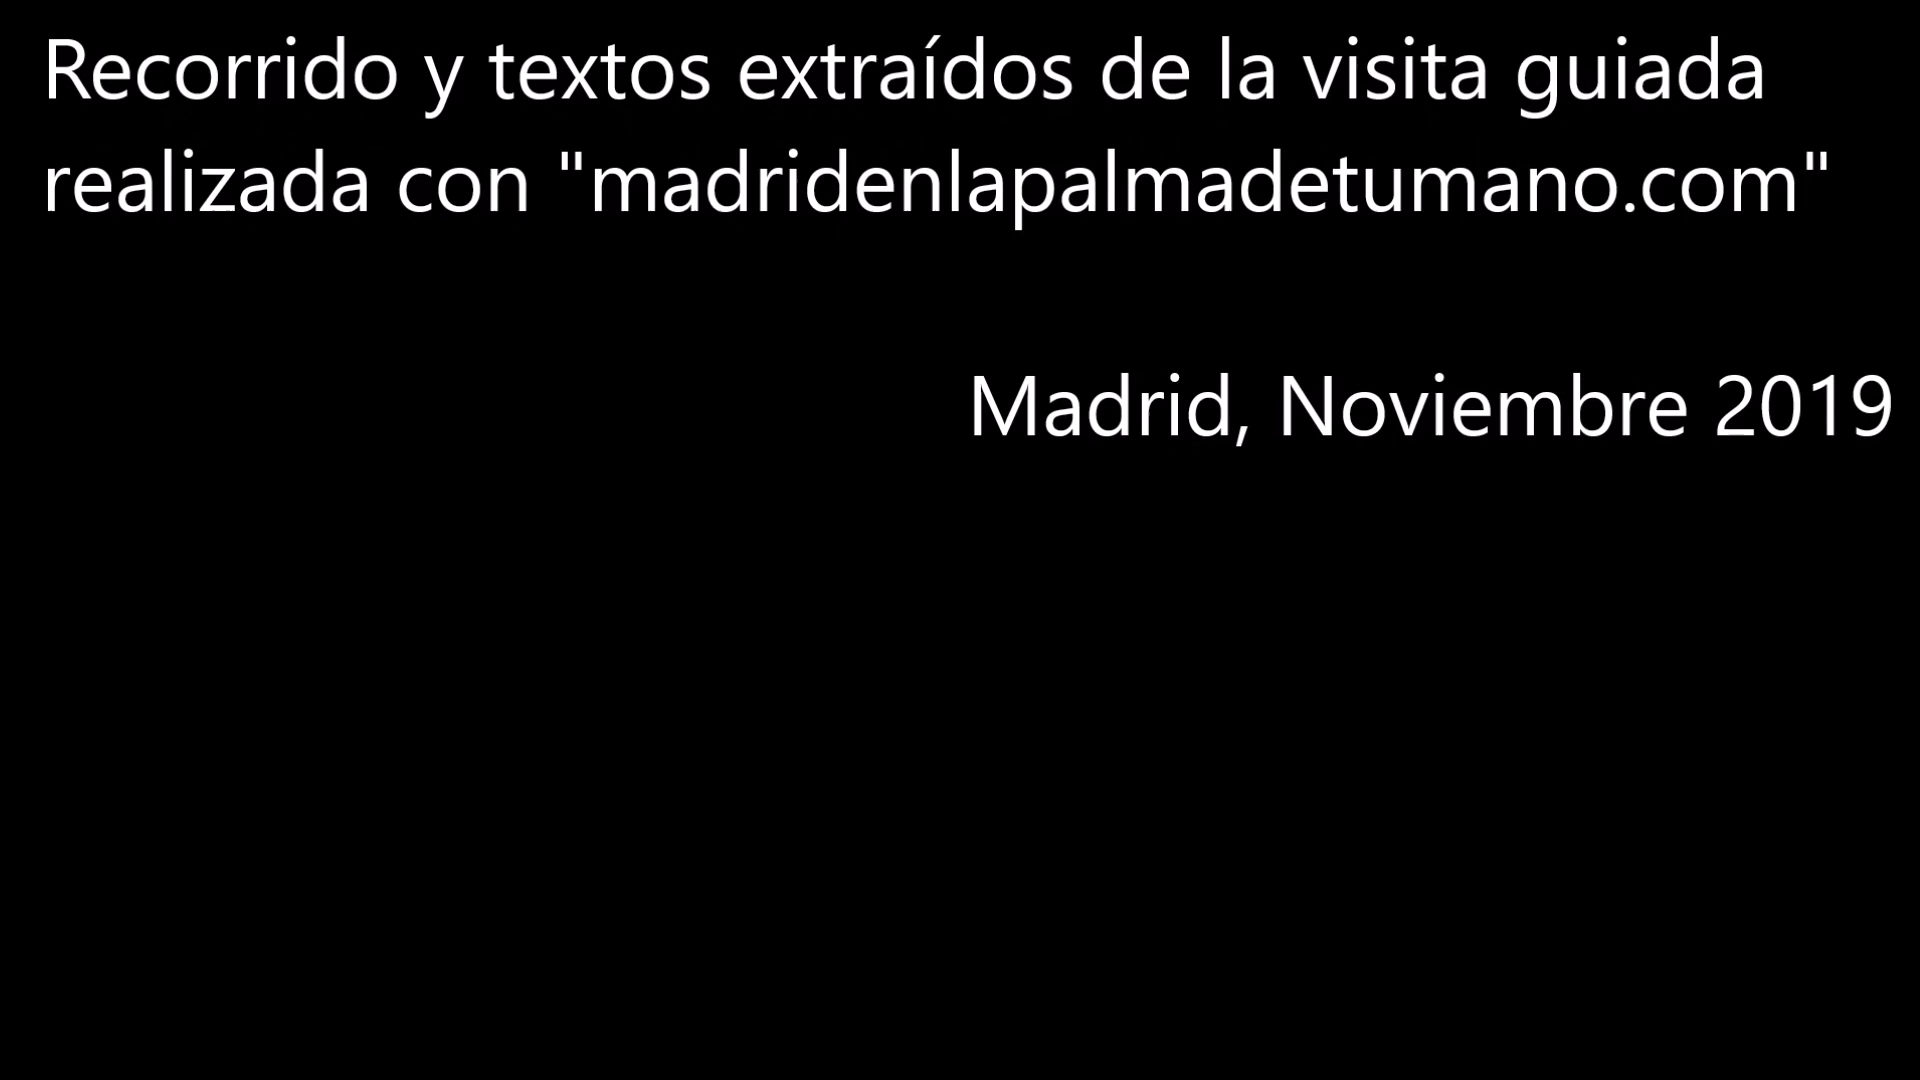 Recorrido y textos extraídos de la visita guiada
realizada con "madridenlapalmadetumano.com"
Madrid, Noviembre 2019